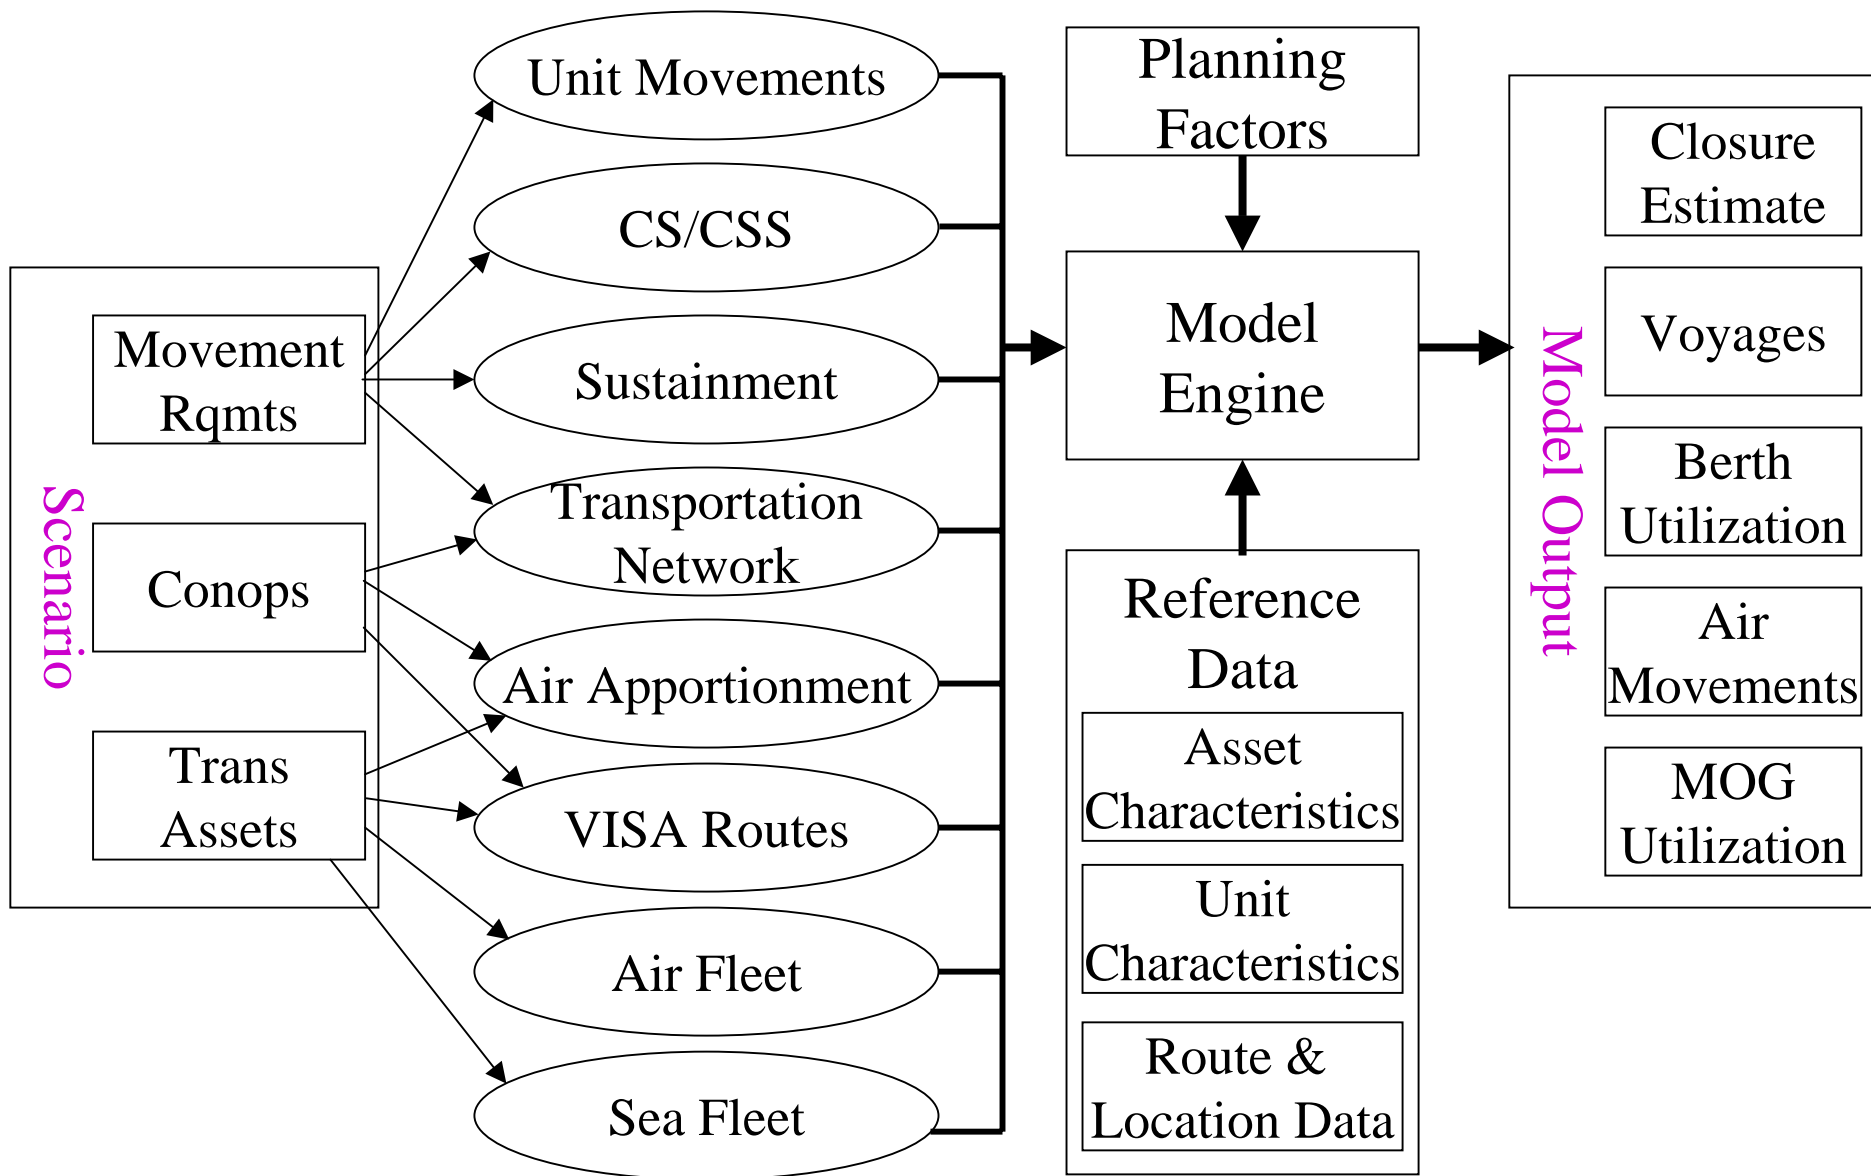 Scenario
Movement
Rqmts
Conops
Trans
Assets
Unit Movements
CS/CSS
Sustainment
Transportation
Network
Air Apportionment
VISA Routes
Air Fleet
Sea Fleet
Planning
Factors
Model
Engine
Reference
Data
Asset
Characteristics
Unit
Characteristics
Route &
Location Data
Model Output
Closure
Estimate
Voyages
Berth
Utilization
Air
Movements
MOG
Utilization